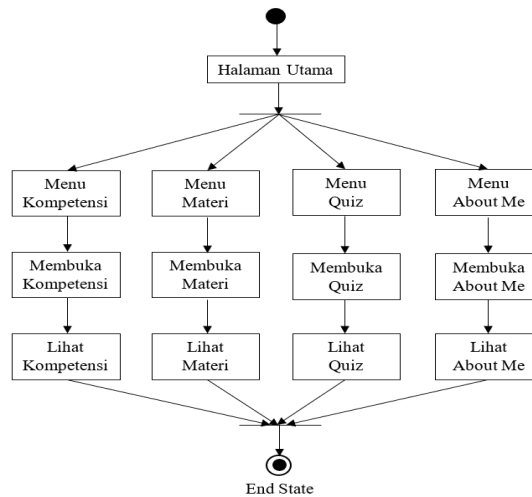 Halaman Utama
Menu
Kompetensi
Menu
Materi
Menu
Quiz
Menu
About Me
Membuka
Kompetensi
Membuka
Materi
Membuka
Quiz
Membuka
About Me
Lihat
Kompetensi
Lihat
Materi
Lihat
Quiz
Lihat
About Me
End State